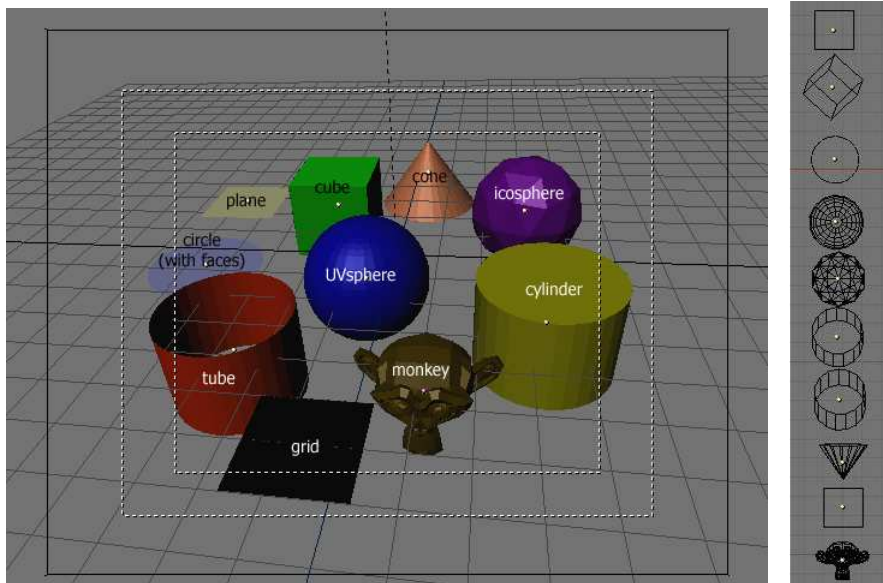 cone
cube
icosphere
plane
circle
(with faces)
UVsphere
cylinder
tube
monkey
grid